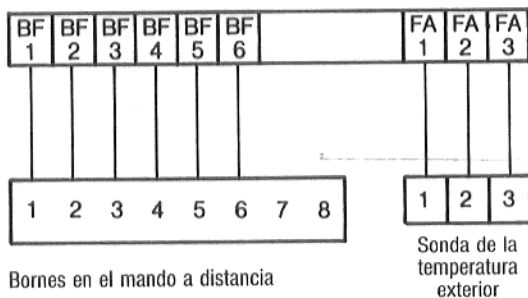 BF BF BF BF BF BF FA FA FA
1 2 3 4 5 6 1 2 3
1 2 3 4 5 6 7 8 1 2 3
Bornes en el mando a distancia
Sonda de la
temperatura
exterior